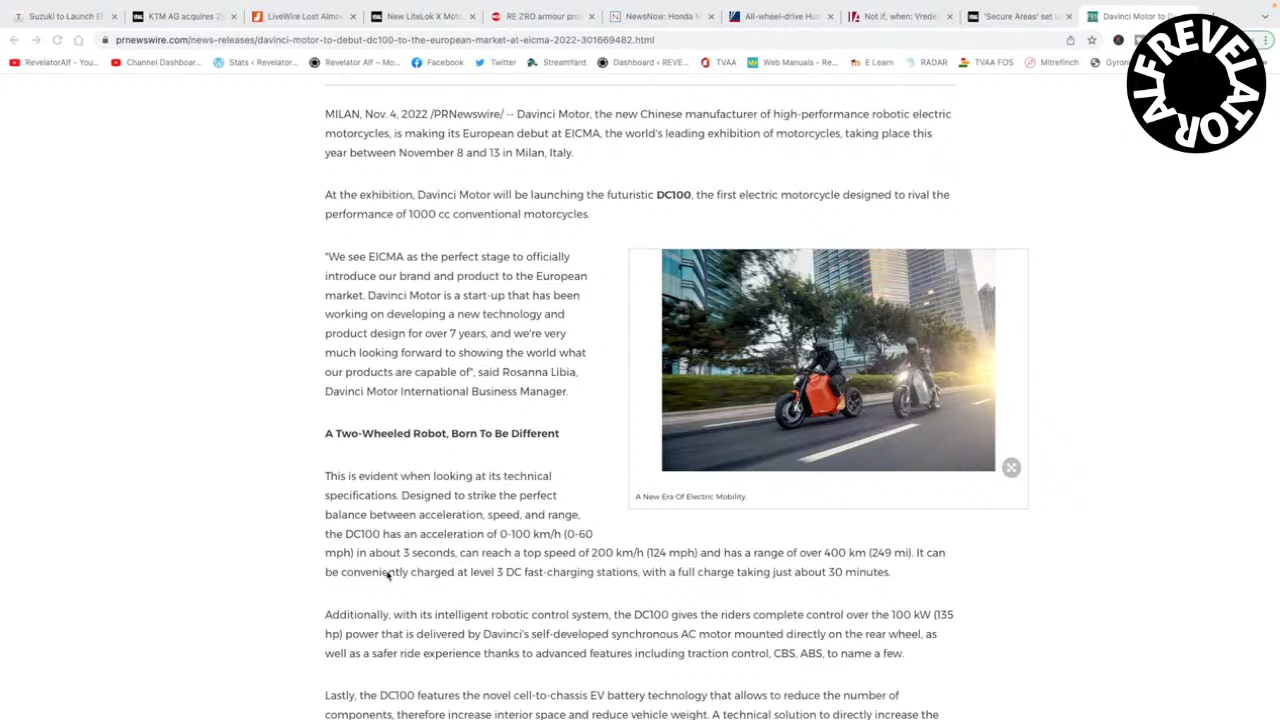 Suzuki to Launch El
KTM AG acquires 2
LiveWire Lost Almo
New LiteLok X Moto
RE ZRO armour pro
NewsNow: Honda M
All-wheel-drive Hun
Not if, when: Vrede
'Secure Areas' set u
Davinci Motor to D
prnewswire.com/news-releases/davinci-motor-to-debut-dc100-to-the-european-market-at-eicma-2022-301669482.html
RevelatorAlf - You...
Channel Dashboar...
Stats ‹ Revelator...
Revelator Alf – Mo...
Facebook
Twitter
StreamYard
Dashboard ‹ REVE...
TVAA
Web Manuals - Re...
E Learn
RADAR
TVAA FOS
Mitrefinch
Gyron
REVELATOR ALF
MILAN, Nov. 4, 2022 /PRNewswire/ -- Davinci Motor, the new Chinese manufacturer of high-performance robotic electric
motorcycles, is making its European debut at EICMA, the world's leading exhibition of motorcycles, taking place this
year between November 8 and 13 in Milan, Italy.
At the exhibition, Davinci Motor will be launching the futuristic DC100, the first electric motorcycle designed to rival the
performance of 1000 cc conventional motorcycles.
"We see EICMA as the perfect stage to officially
introduce our brand and product to the European
market. Davinci Motor is a start-up that has been
working on developing a new technology and
product design for over 7 years, and we're very
much looking forward to showing the world what
our products are capable of", said Rosanna Libia,
Davinci Motor International Business Manager.
A New Era Of Electric Mobility.
A Two-Wheeled Robot, Born To Be Different
This is evident when looking at its technical
specifications. Designed to strike the perfect
balance between acceleration, speed, and range,
the DC100 has an acceleration of 0-100 km/h (0-60
mph) in about 3 seconds, can reach a top speed of 200 km/h (124 mph) and has a range of over 400 km (249 mi). It can
be conveniently charged at level 3 DC fast-charging stations, with a full charge taking just about 30 minutes.
Additionally, with its intelligent robotic control system, the DC100 gives the riders complete control over the 100 kW (135
hp) power that is delivered by Davinci's self-developed synchronous AC motor mounted directly on the rear wheel, as
well as a safer ride experience thanks to advanced features including traction control, CBS, ABS, to name a few.
Lastly, the DC100 features the novel cell-to-chassis EV battery technology that allows to reduce the number of
components, therefore increase interior space and reduce vehicle weight. A technical solution to directly increase the